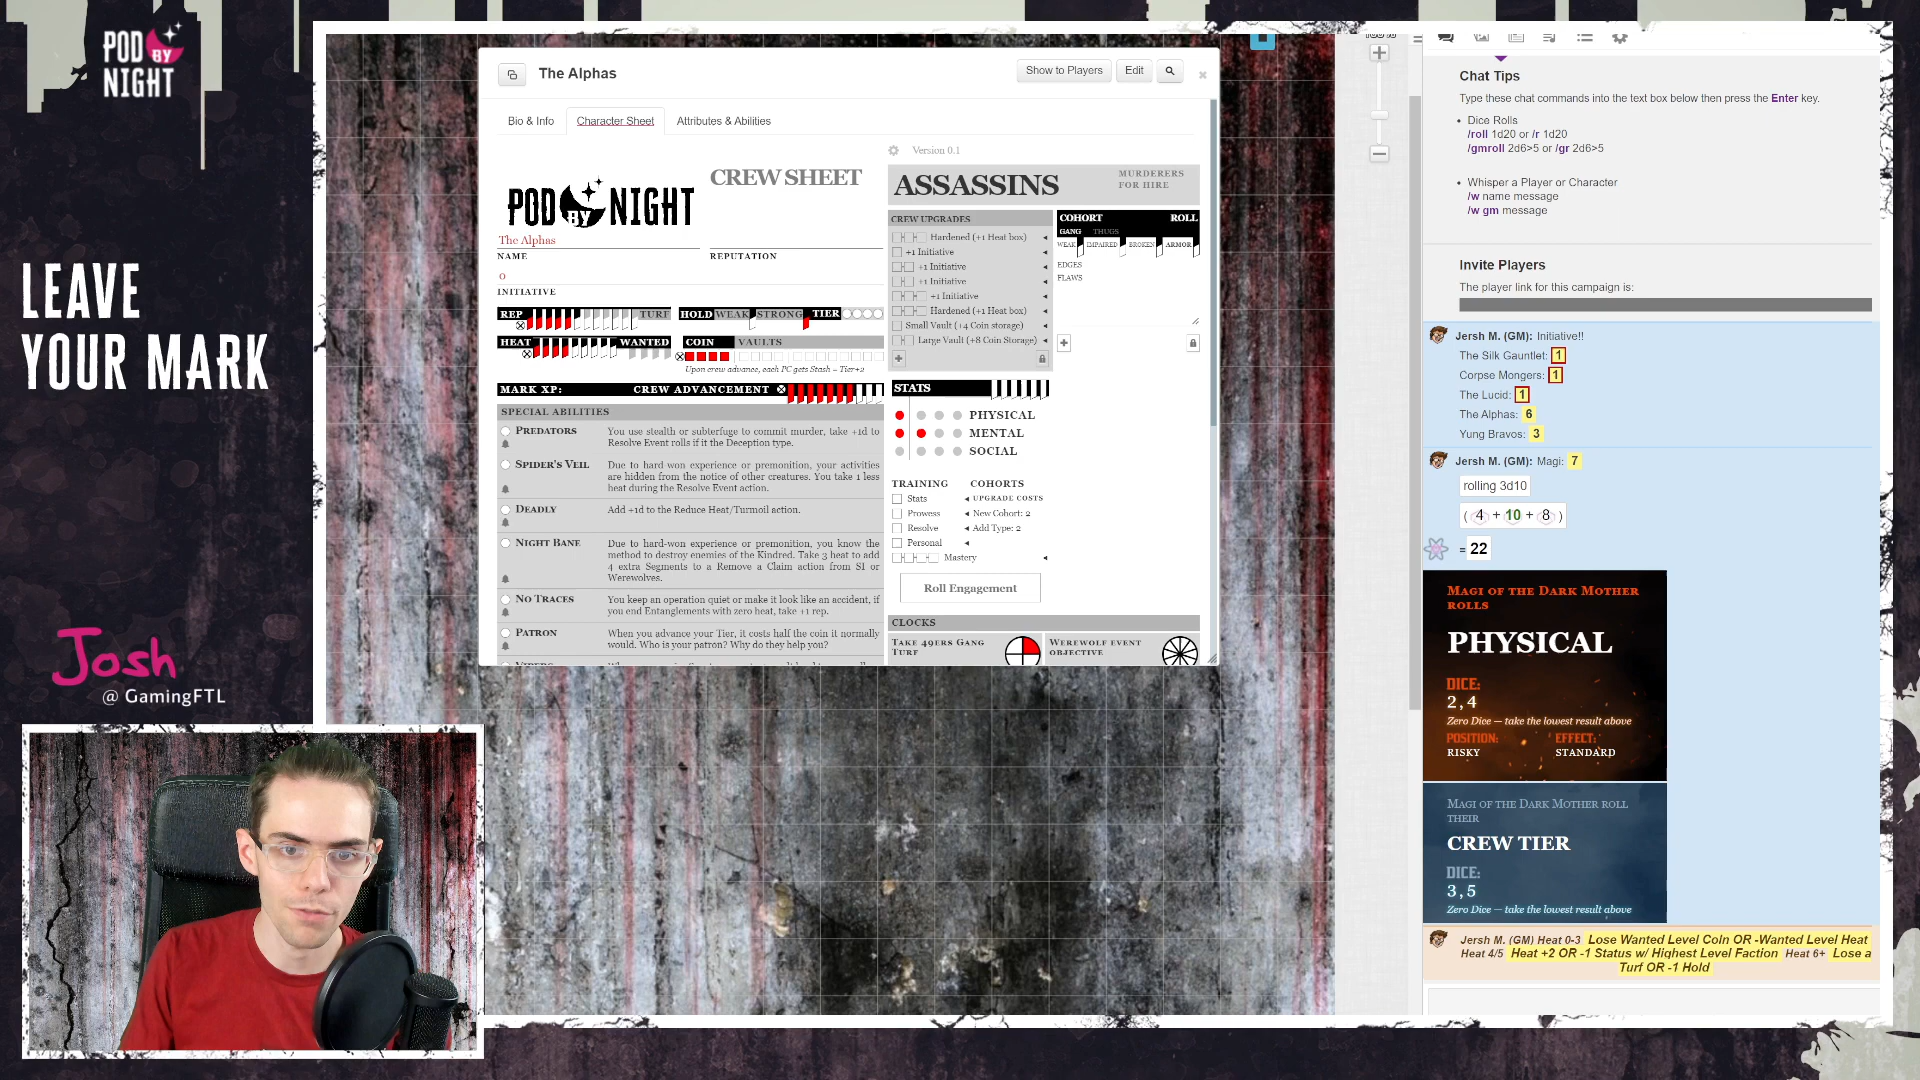 POD
BY
NIGHT
LEAVE
YOUR MARK
Josh
@ GamingFTL
The Alphas
Show to Players
Edit
Bio & Info
Character Sheet
Attributes & Abilities
Version 0.1
POD BY NIGHT
CREW SHEET
The Alphas
NAME
REPUTATION
0
INITIATIVE
REP
TURF
HOLD WEAK STRONG TIER
HEAT
WANTED
COIN VAULTS
Upon crew advance, each PC gets Stash = Tier+2
MARK XP:
CREW ADVANCEMENT
SPECIAL ABILITIES
PREDATORS
You use stealth or subterfuge to commit murder, take +1d to
Resolve Event rolls if it the Deception type.
SPIDER'S VEIL
Due to hard won experience or premonition, your activities
are hidden from the notice of other creatures. You take 1 less
heat during the Resolve Event action.
DEADLY
Add +1d to the Reduce Heat/Turmoil action.
NIGHT BANE
Due to hard-won experience or premonition, you know the
method to destroy enemies of the Kindred. Take 3 heat to add
4 extra Segments to a Remove a Claim action from SI or
Werewolves.
NO TRACES
You keep an operation quiet or make it look like an accident, if
you end Entanglements with zero heat, take +1 rep.
PATRON
When you advance your Tier, it costs half the coin it normally
would. Who is your patron? Why do they help you?
ASSASSINS
MURDERERS
FOR HIRE
CREW UPGRADES
Hardened (+1 Heat box)
+1 Initiative
+1 Initiative
+1 Initiative
+1 Initiative
Hardened (+1 Heat box)
Small Vault (+4 Coin storage)
Large Vault (+8 Coin Storage)
COHORT
ROLL
GANG THUGS
WEAK IMPAIRED BROKEN ARMOR
EDGES
FLAWS
STATS
PHYSICAL
MENTAL
SOCIAL
TRAINING
COHORTS
Stats
UPGRADE COSTS
Prowess
New Cohort: 2
Resolve
Add Type: 2
Personal
Mastery
Roll Engagement
CLOCKS
TAKE 49ERS GANG
TURF
WEREWOLF EVENT
OBJECTIVE
Chat Tips
Type these chat commands into the text box below then press the Enter key.
• Dice Rolls
/roll 1d20 or /r 1d20
/gmroll 2d6>5 or /gr 2d6>5
• Whisper a Player or Character
/w name message
/w gm message
Invite Players
The player link for this campaign is:
Jersh M. (GM): Initiative!!
The Silk Gauntlet: 1
Corpse Mongers: 1
The Lucid: 1
The Alphas: 6
Yung Bravos: 3
Jersh M. (GM): Magi: 7
rolling 3d10
( 4 + 10 + 8 )
= 22
MAGI OF THE DARK MOTHER
ROLLS
PHYSICAL
DICE:
2, 4
Zero Dice — take the lowest result above
POSITION:
EFFECT:
RISKY
STANDARD
MAGI OF THE DARK MOTHER ROLL
THEIR
CREW TIER
DICE:
3, 5
Zero Dice — take the lowest result above
Jersh M. (GM) Heat 0-3 Lose Wanted Level Coin OR -Wanted Level Heat
Heat 4/5 Heat +2 OR -1 Status w/ Highest Level Faction Heat 6+ Lose a
Turf OR -1 Hold